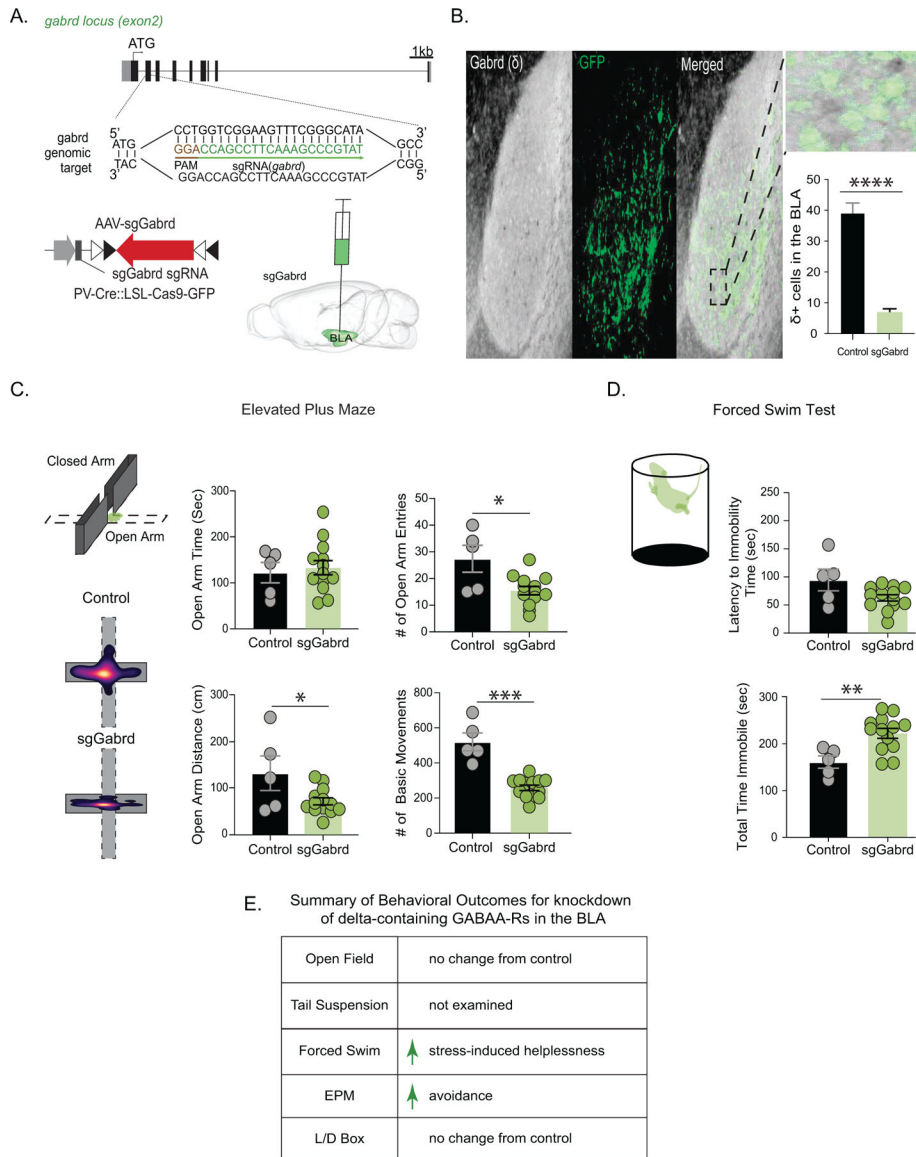 A.
gabrd locus (exon2)
ATG
1kb
5'
CCTGGTCGGAAGTTTCGGGCATA
3'
gabrd
genomic
target
ATG
TAC
GGACCAGCCTTCAAAGCCCGTAT
GCC
CGG
PAM
sgRNA(gabrd)
3'
GGACCAGCCTTCAAAGCCCGTAT
5'
AAV-sgGabrd
sgGabrd sgRNA
PV-Cre::LSL-Cas9-GFP
sgGabrd
BLA
B.
Gabrd (δ)
GFP
Merged
****
δ+ cells in the BLA
50
40
30
20
10
0
Control
sgGabrd
C.
Elevated Plus Maze
Closed Arm
Open Arm
Control
sgGabrd
Open Arm Time (Sec)
300
200
100
0
Control
sgGabrd
# of Open Arm Entries
60
40
20
0
*
Control
sgGabrd
Open Arm Distance (cm)
300
200
100
0
*
Control
sgGabrd
# of Basic Movements
800
600
400
200
0
***
Control
sgGabrd
D.
Forced Swim Test
Latency to Immobility
Time (sec)
250
200
150
100
50
0
Control
sgGabrd
Total Time Immobile (sec)
300
200
100
0
**
Control
sgGabrd
E.
Summary of Behavioral Outcomes for knockdown
of delta-containing GABAA-Rs in the BLA
Open Field no change from control
Tail Suspension not examined
Forced Swim stress-induced helplessness
EPM avoidance
L/D Box no change from control